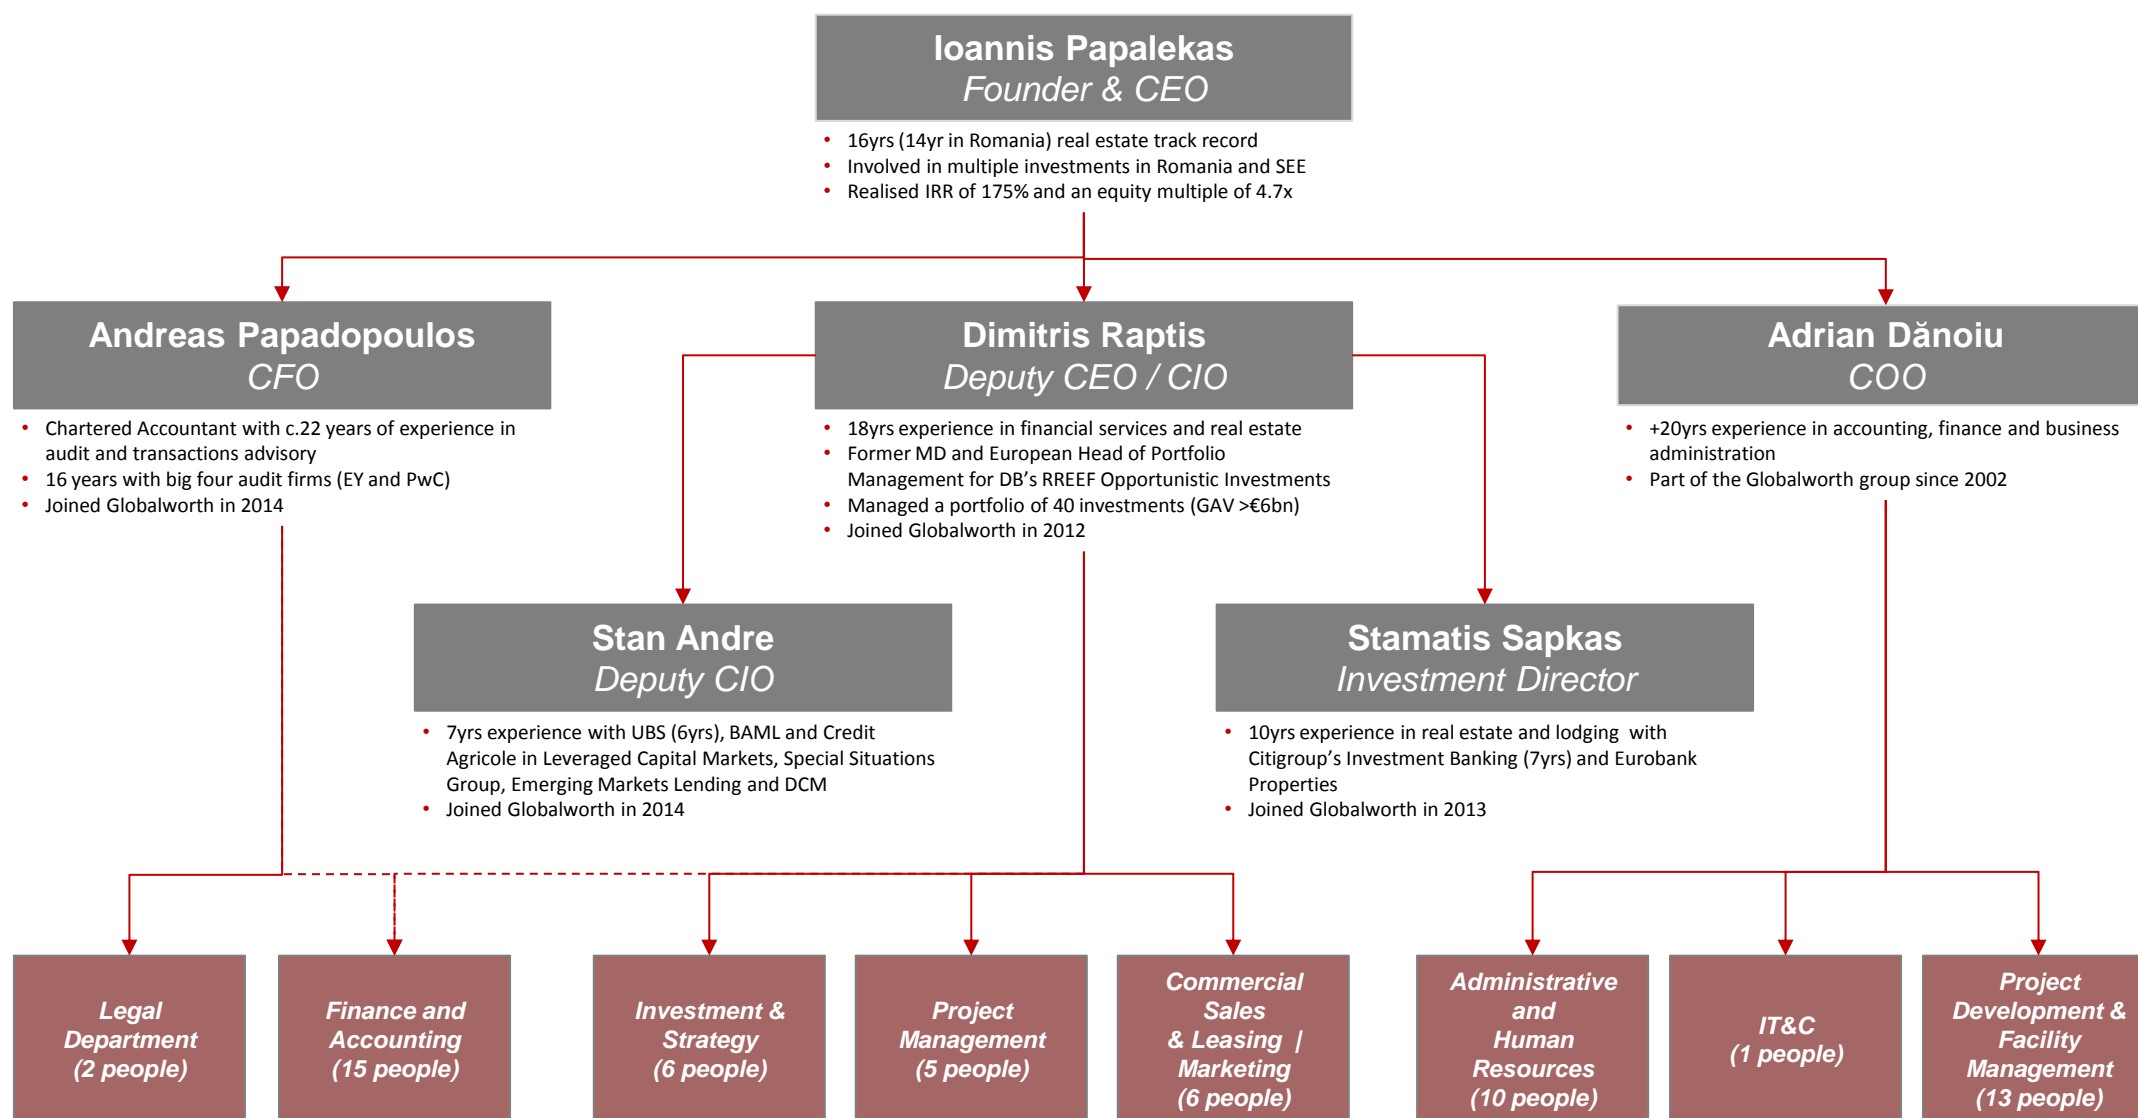 Ioannis Papalekas
Founder & CEO
• 16yrs (14yr in Romania) real estate track record
• Involved in multiple investments in Romania and SEE
• Realised IRR of 175% and an equity multiple of 4.7x
Andreas Papadopoulos
CFO
• Chartered Accountant with c.22 years of experience in
audit and transactions advisory
• 16 years with big four audit firms (EY and PwC)
• Joined Globalworth in 2014
Dimitris Raptis
Deputy CEO / CIO
• 18yrs experience in financial services and real estate
• Former MD and European Head of Portfolio
Management for DB’s RREEF Opportunistic Investments
• Managed a portfolio of 40 investments (GAV >€6bn)
• Joined Globalworth in 2012
Adrian Dănoiu
COO
• +20yrs experience in accounting, finance and business
administration
• Part of the Globalworth group since 2002
Stan Andre
Deputy CIO
• 7yrs experience with UBS (6yrs), BAML and Credit
Agricole in Leveraged Capital Markets, Special Situations
Group, Emerging Markets Lending and DCM
• Joined Globalworth in 2014
Stamatis Sapkas
Investment Director
• 10yrs experience in real estate and lodging with
Citigroup’s Investment Banking (7yrs) and Eurobank
Properties
• Joined Globalworth in 2013
Legal
Department
(2 people)
Finance and
Accounting
(15 people)
Investment &
Strategy
(6 people)
Project
Management
(5 people)
Commercial
Sales
& Leasing |
Marketing
(6 people)
Administrative
and
Human
Resources
(10 people)
IT&C
(1 people)
Project
Development &
Facility
Management
(13 people)